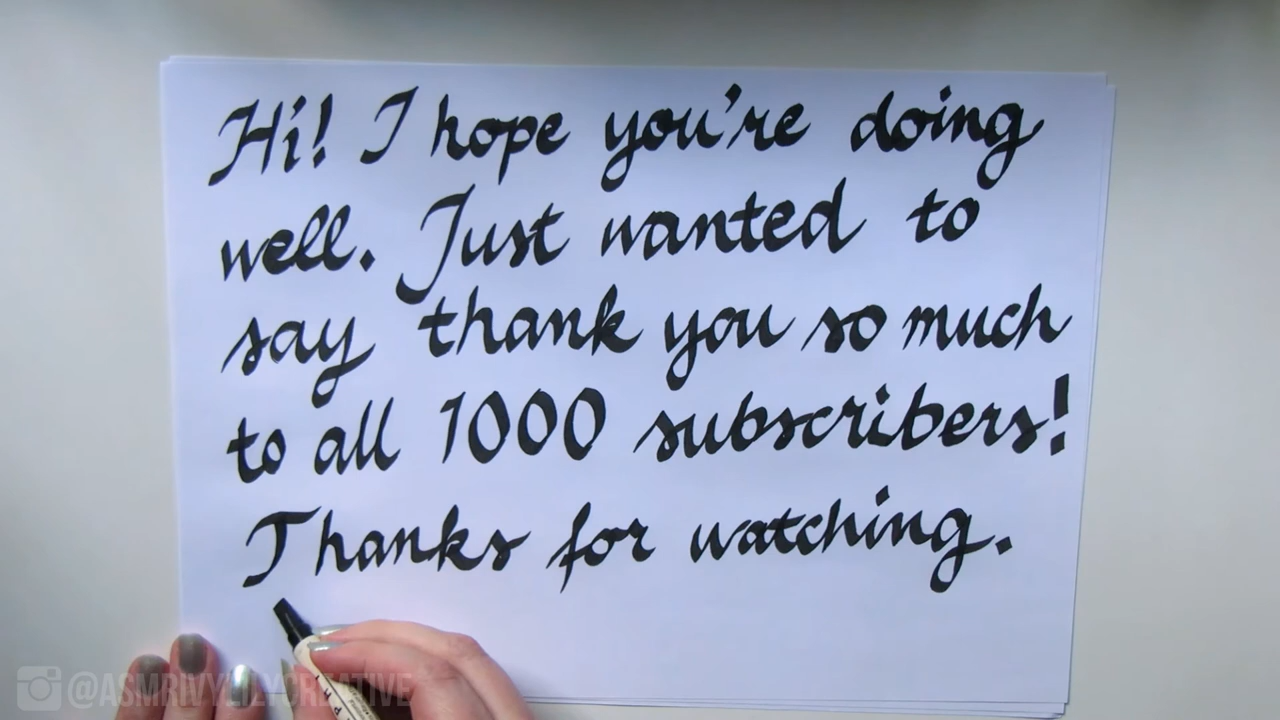 Hi! I hope you're doing
well. Just wanted to
say thank you so much
to all 1000 subscribers!
Thanks for watching.
@ASMRIVYLILYCREATIVE